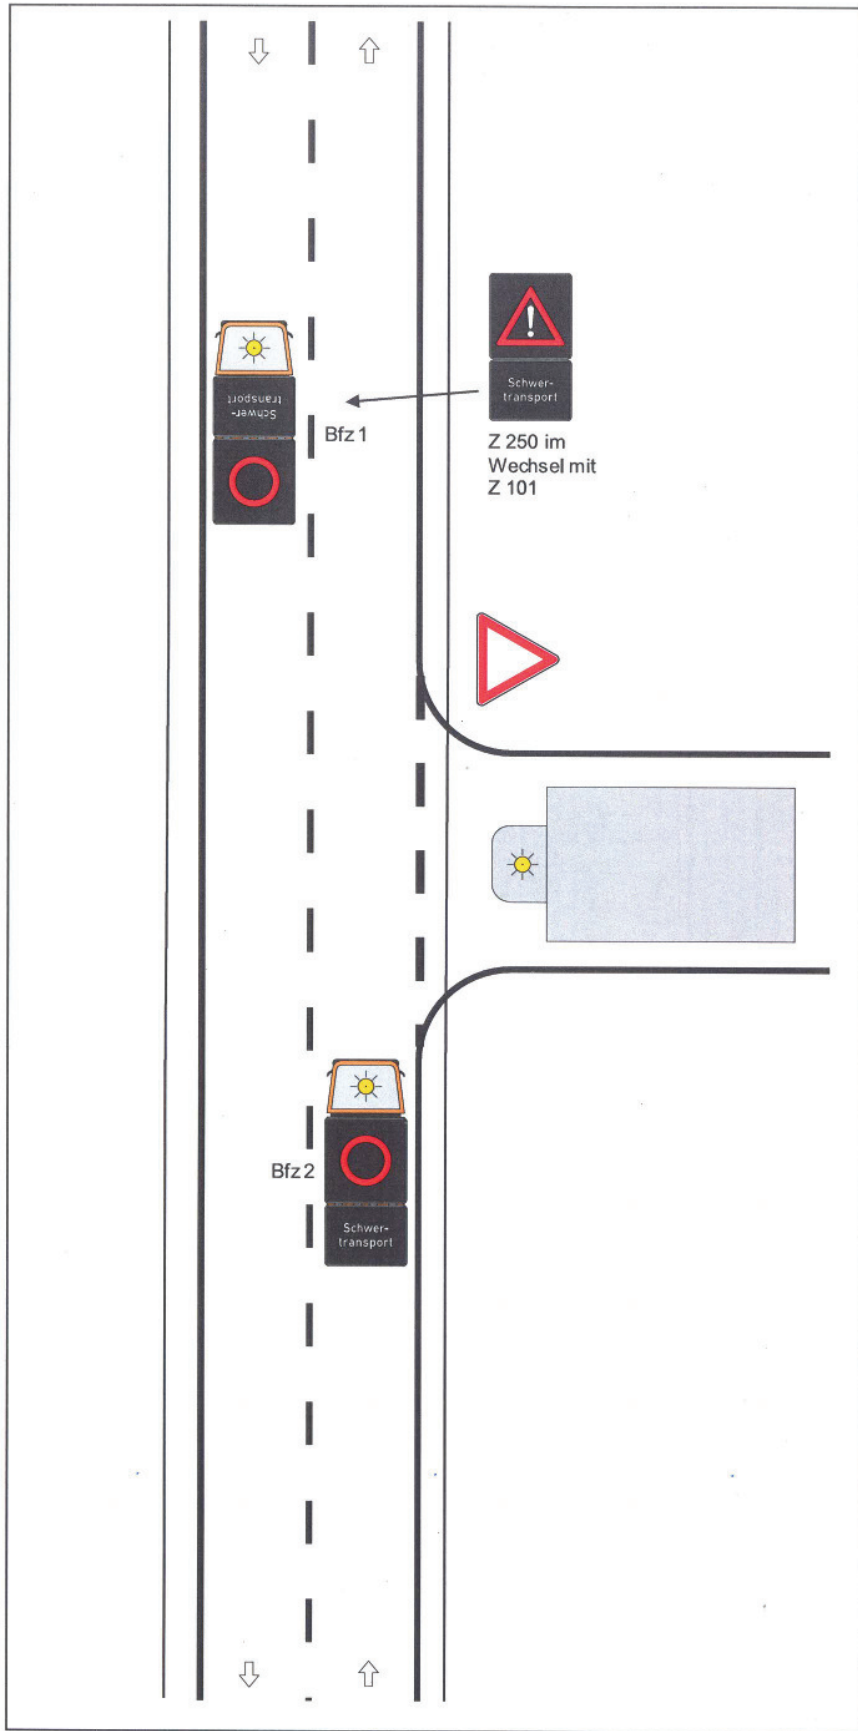 Schwer-
transport
Bfz 1
Schwer-
transport
Z 250 im
Wechsel mit
Z 101
Bfz 2
Schwer-
transport